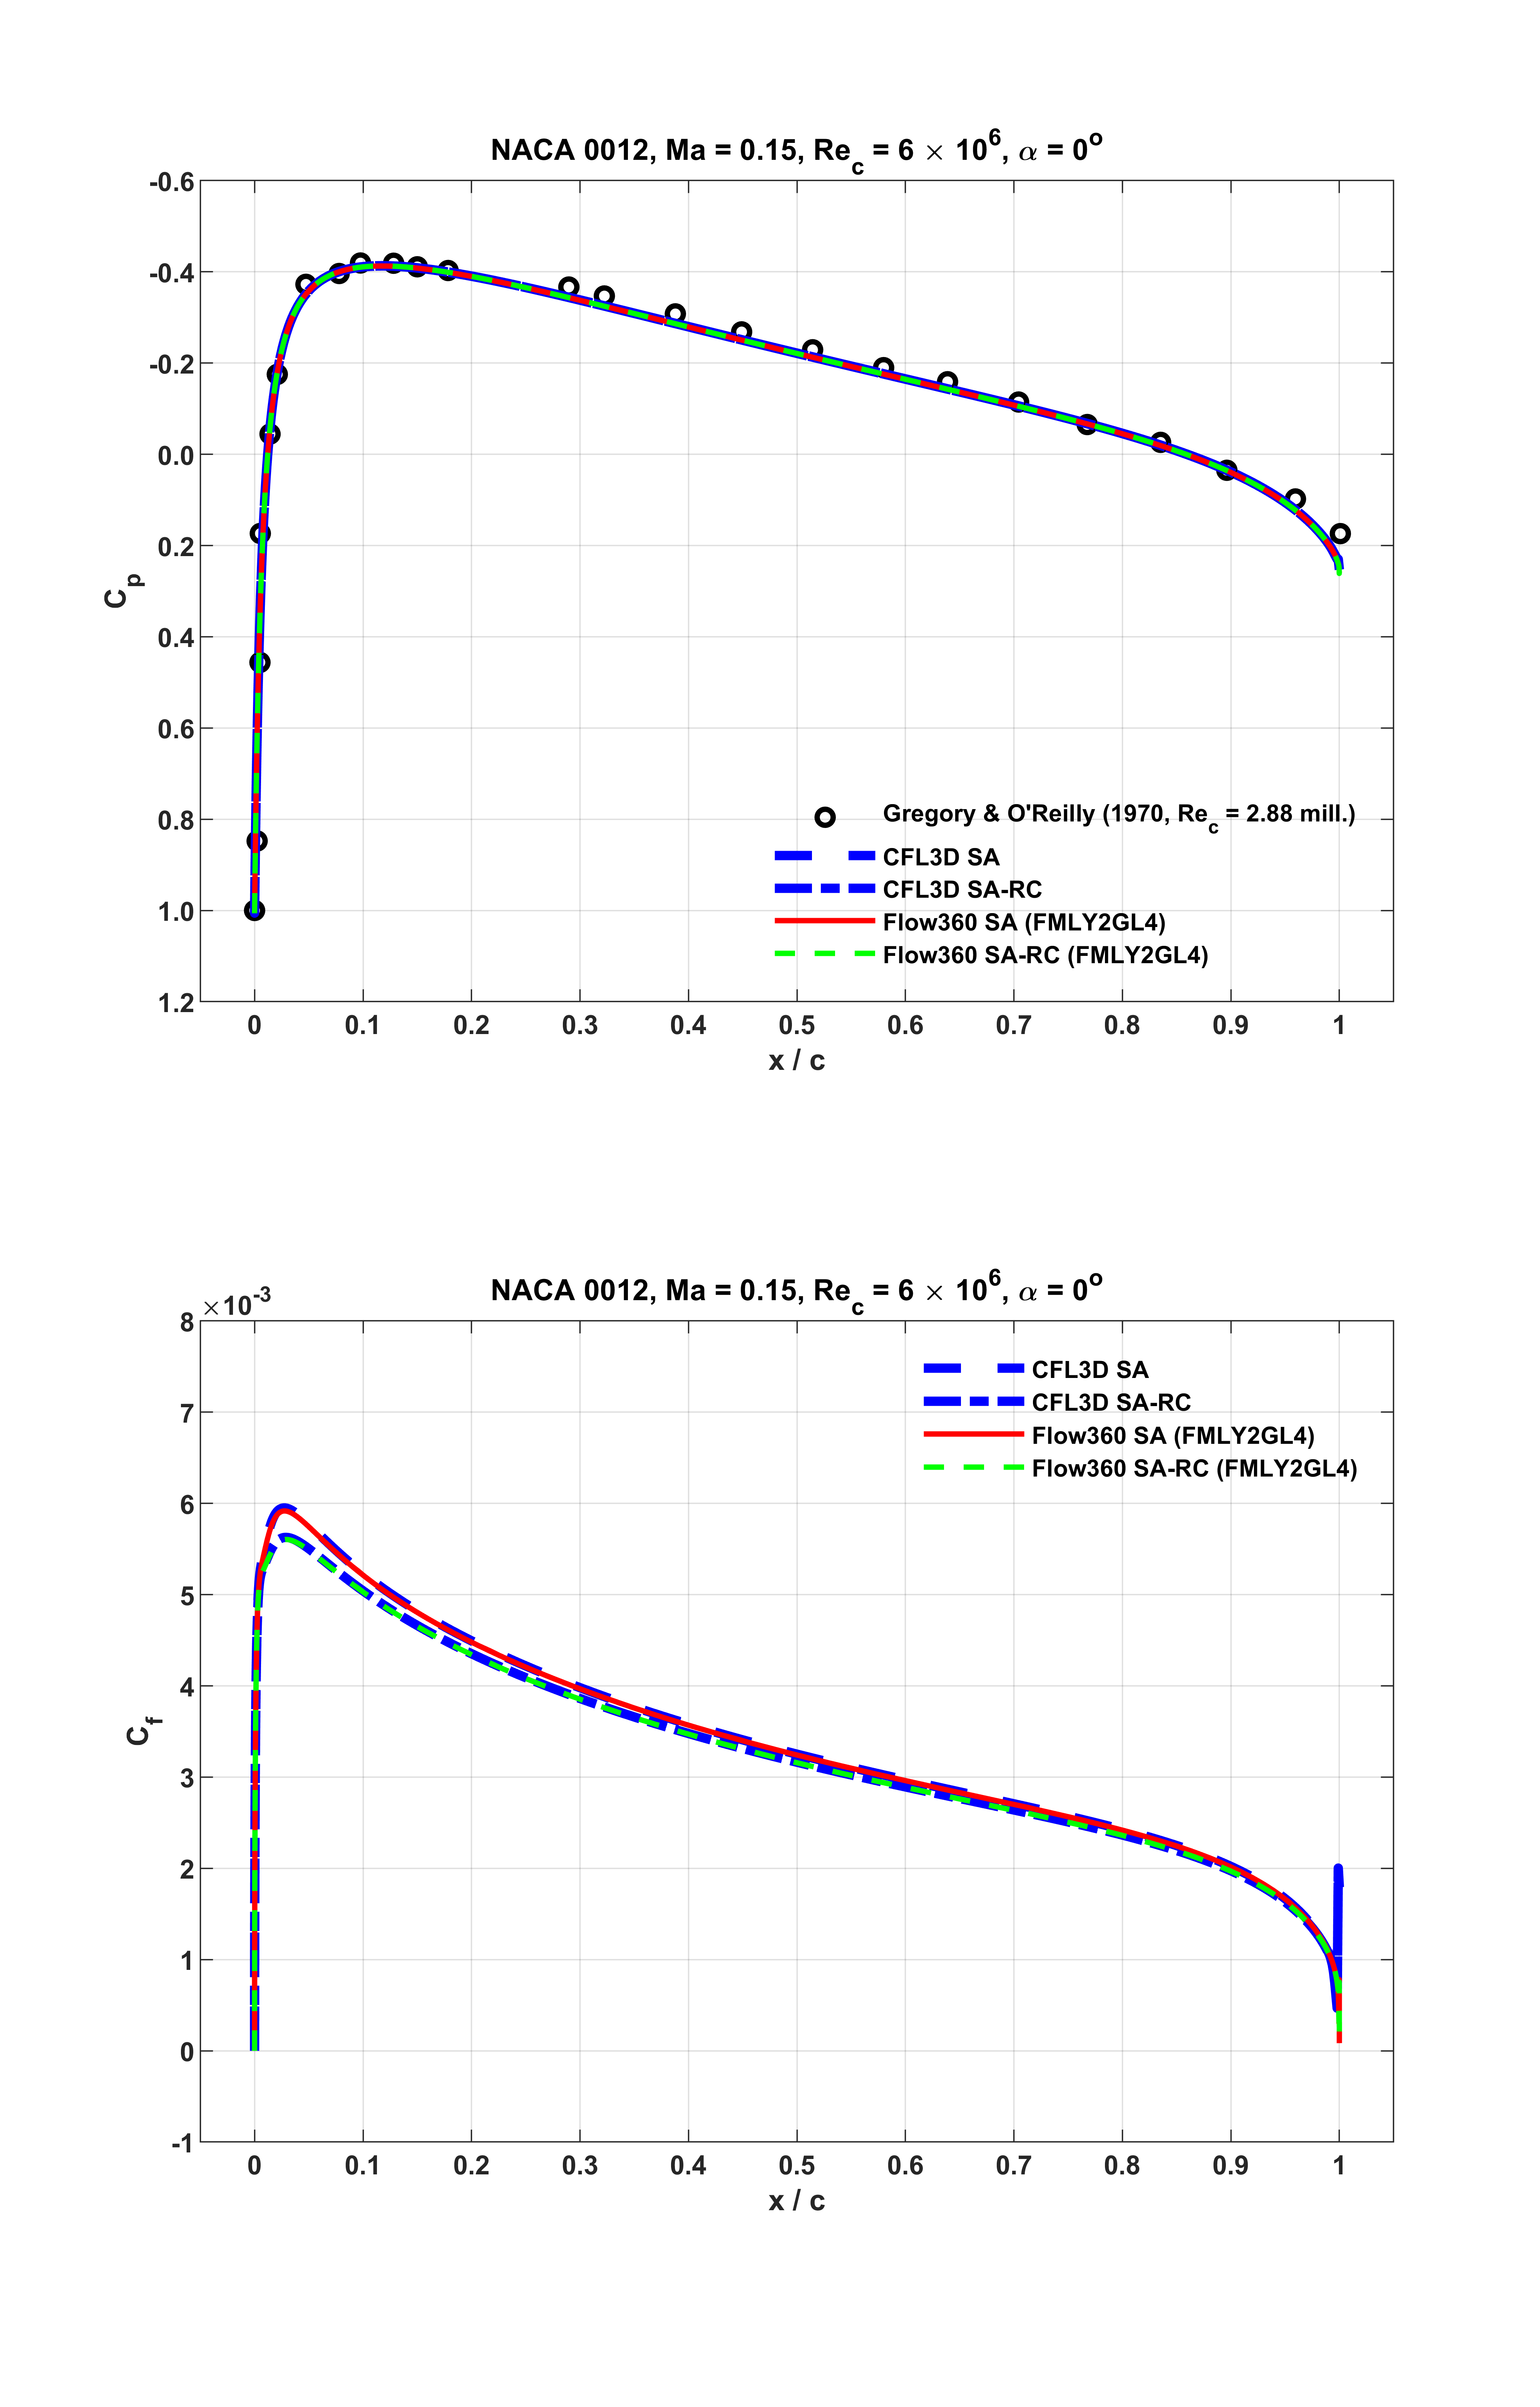 NACA 0012, Ma = 0.15, Re_c = 6 × 10^6, α = 0^o
-0.6
-0.4
-0.2
0.0
0.2
0.4
0.6
0.8
1.0
1.2
C_p
Gregory & O'Reilly (1970, Re_c = 2.88 mill.)
CFL3D SA
CFL3D SA-RC
Flow360 SA (FMLY2GL4)
Flow360 SA-RC (FMLY2GL4)
0 0.1 0.2 0.3 0.4 0.5 0.6 0.7 0.8 0.9 1
x / c
NACA 0012, Ma = 0.15, Re_c = 6 × 10^6, α = 0^o
×10^-3
8
7
6
5
4
3
2
1
0
-1
C_f
CFL3D SA
CFL3D SA-RC
Flow360 SA (FMLY2GL4)
Flow360 SA-RC (FMLY2GL4)
0 0.1 0.2 0.3 0.4 0.5 0.6 0.7 0.8 0.9 1
x / c